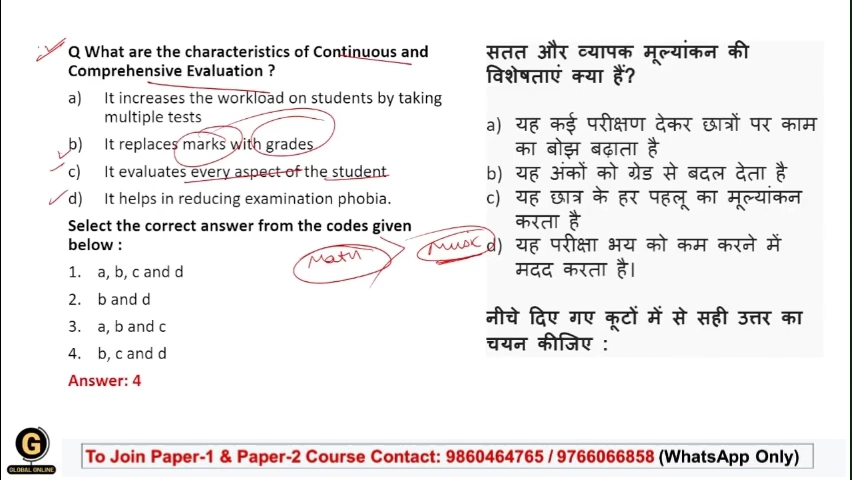 Q What are the characteristics of Continuous and
Comprehensive Evaluation ?
a) It increases the workload on students by taking
multiple tests
b) It replaces marks with grades
c) It evaluates every aspect of the student
d) It helps in reducing examination phobia.
Select the correct answer from the codes given
below :
1. a, b, c and d
2. b and d
3. a, b and c
4. b, c and d
Answer: 4
Math
Music
सतत और व्यापक मूल्यांकन की
विशेषताएं क्या हैं?
a) यह कई परीक्षण देकर छात्रों पर काम
का बोझ बढ़ाता है
b) यह अंकों को ग्रेड से बदल देता है
c) यह छात्र के हर पहलू का मूल्यांकन
करता है
d) यह परीक्षा भय को कम करने में
मदद करता है।
नीचे दिए गए कूटों में से सही उत्तर का
चयन कीजिए :
G
GLOBAL ONLINE
To Join Paper-1 & Paper-2 Course Contact: 9860464765 / 9766066858 (WhatsApp Only)